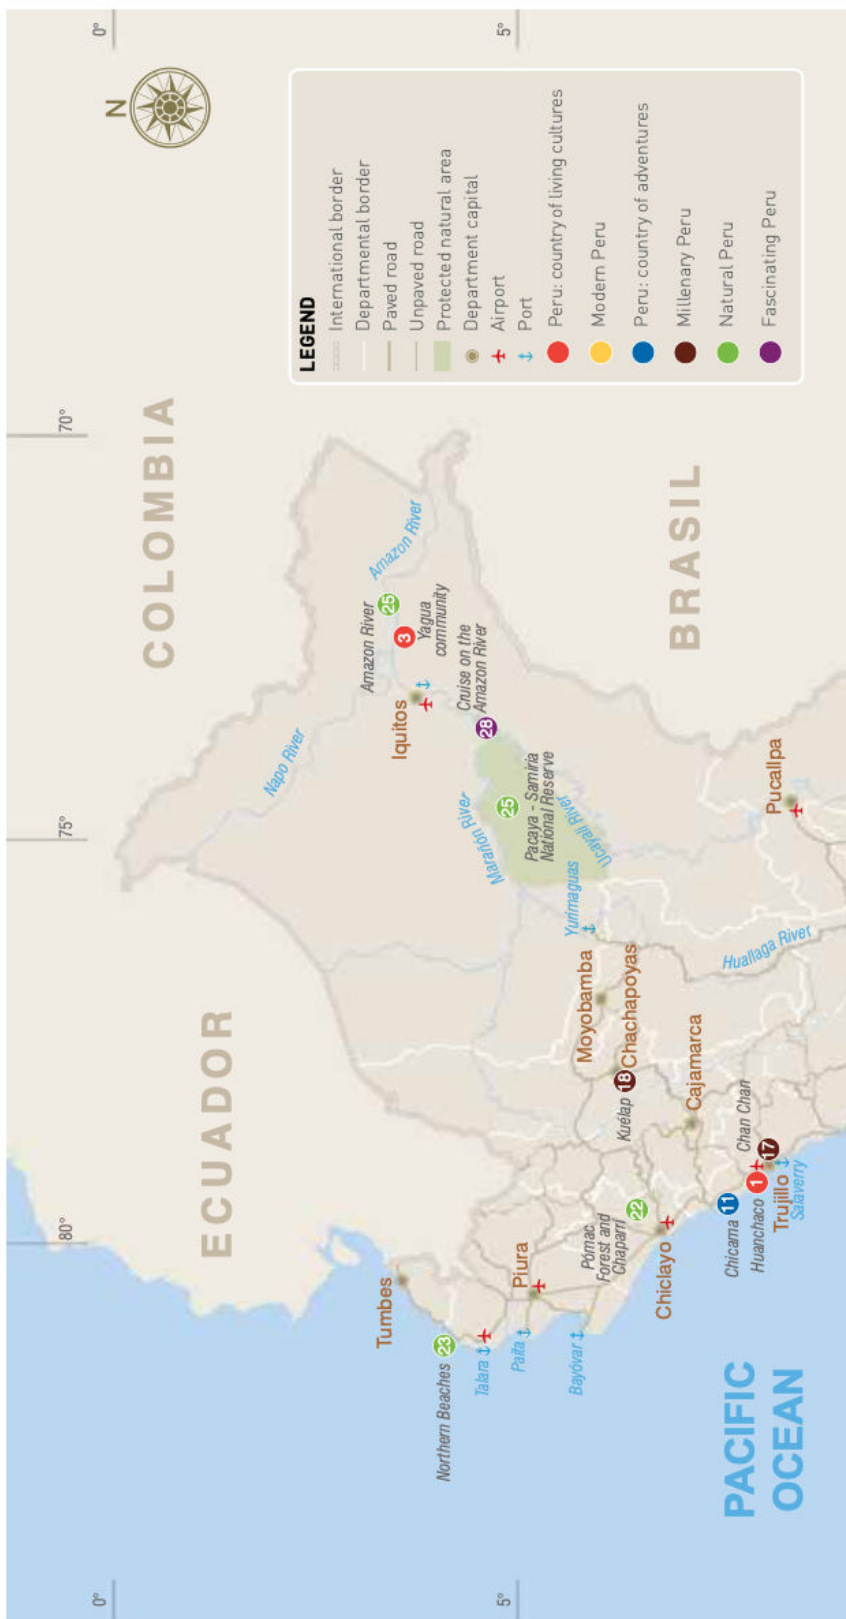 0°
5°
N
LEGEND
International border
Departmental border
Paved road
Unpaved road
Protected natural area
Department capital
Airport
Port
Peru: country of living cultures
Modern Peru
Peru: country of adventures
Millenary Peru
Natural Peru
Fascinating Peru
70°
75°
80°
COLOMBIA
ECUADOR
BRASIL
PACIFIC
OCEAN
Napo River
Amazon River
25
Amazon River
3
Yagua
community
Iquitos
28
Cruise on the
Amazon River
Marañón River
25
Pacaya - Samiria
National Reserve
Ucayali River
Yurimaguas
Huallaga River
Pucallpa
Moyobamba
Chachapoyas
Kuélap
18
Cajamarca
Tumbes
Northern Beaches
23
Talara
Paita
Piura
Bayóvar
Pómac
Forest and
Chaparrí
22
Chiclayo
Chicama
11
Huanchaco
1
Chan Chan
17
Trujillo
Salaverry
0°
5°